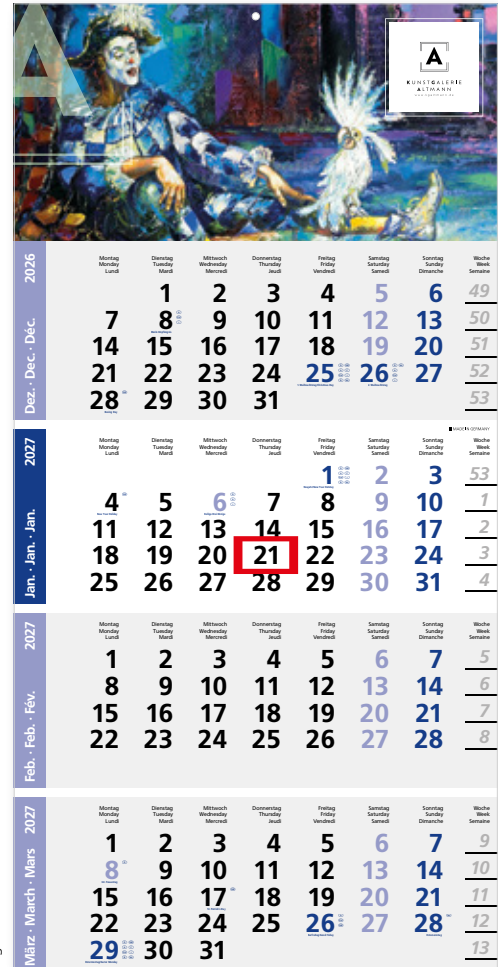 A
A
KUNSTGALERIE
ALTMANN
Dez. · Dec. · Déc. 2026
Montag Dienstag Mittwoch Donnerstag Freitag Samstag Sonntag Woche
Monday Tuesday Wednesday Thursday Friday Saturday Sunday Week
Lundi Mardi Mercredi Jeudi Vendredi Samedi Dimanche Semaine
1 2 3 4 5 6 49
7 8 9 10 11 12 13 50
14 15 16 17 18 19 20 51
21 22 23 24 25 26 27 52
28 29 30 31 53
MADE IN GERMANY
Jan. · Jan. · Jan. 2027
Montag Dienstag Mittwoch Donnerstag Freitag Samstag Sonntag Woche
Monday Tuesday Wednesday Thursday Friday Saturday Sunday Week
Lundi Mardi Mercredi Jeudi Vendredi Samedi Dimanche Semaine
1 2 3 53
4 5 6 7 8 9 10 1
11 12 13 14 15 16 17 2
18 19 20 21 22 23 24 3
25 26 27 28 29 30 31 4
Feb. · Feb. · Fév. 2027
Montag Dienstag Mittwoch Donnerstag Freitag Samstag Sonntag Woche
Monday Tuesday Wednesday Thursday Friday Saturday Sunday Week
Lundi Mardi Mercredi Jeudi Vendredi Samedi Dimanche Semaine
1 2 3 4 5 6 7 5
8 9 10 11 12 13 14 6
15 16 17 18 19 20 21 7
22 23 24 25 26 27 28 8
März · March · Mars 2027
Montag Dienstag Mittwoch Donnerstag Freitag Samstag Sonntag Woche
Monday Tuesday Wednesday Thursday Friday Saturday Sunday Week
Lundi Mardi Mercredi Jeudi Vendredi Samedi Dimanche Semaine
1 2 3 4 5 6 7 9
8 9 10 11 12 13 14 10
15 16 17 18 19 20 21 11
22 23 24 25 26 27 28 12
29 30 31 13